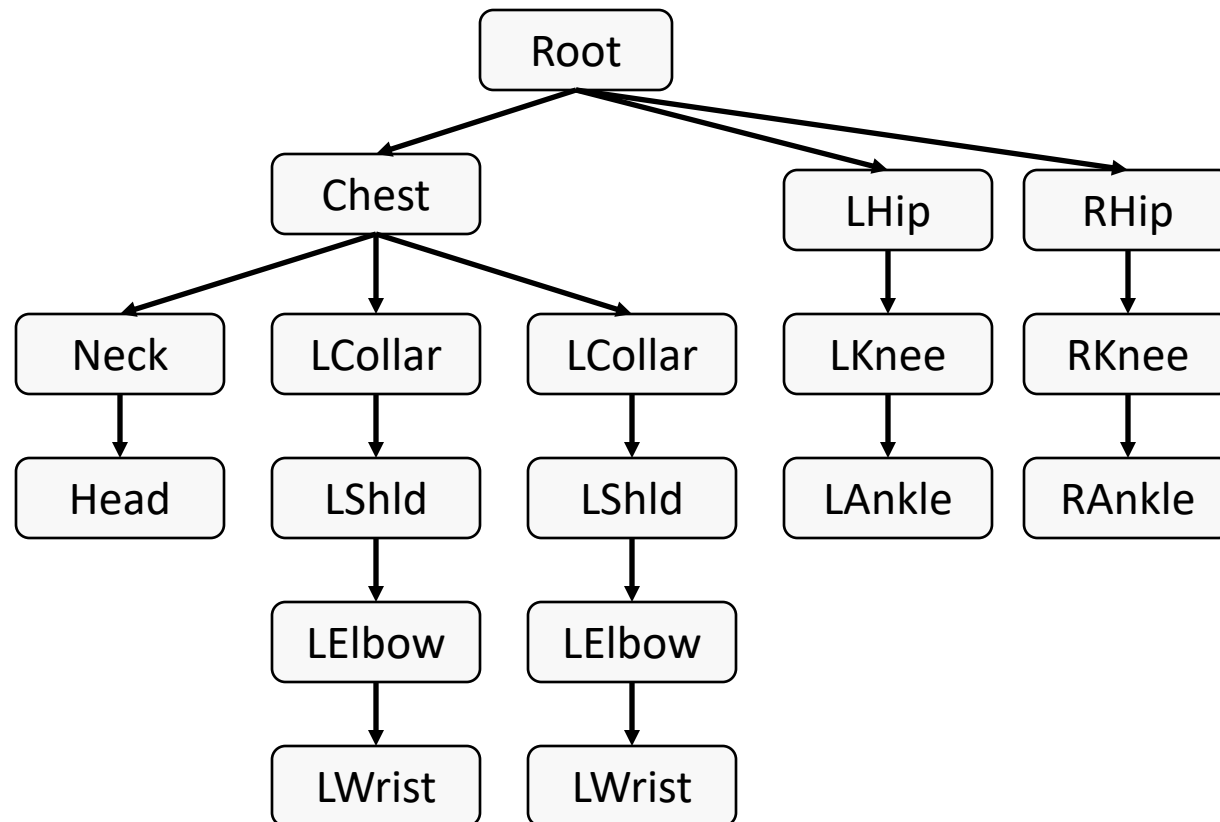 Root
Chest
LHip
RHip
Neck
LCollar
LCollar
LKnee
RKnee
Head
LShld
LShld
LAnkle
RAnkle
LElbow
LElbow
LWrist
LWrist